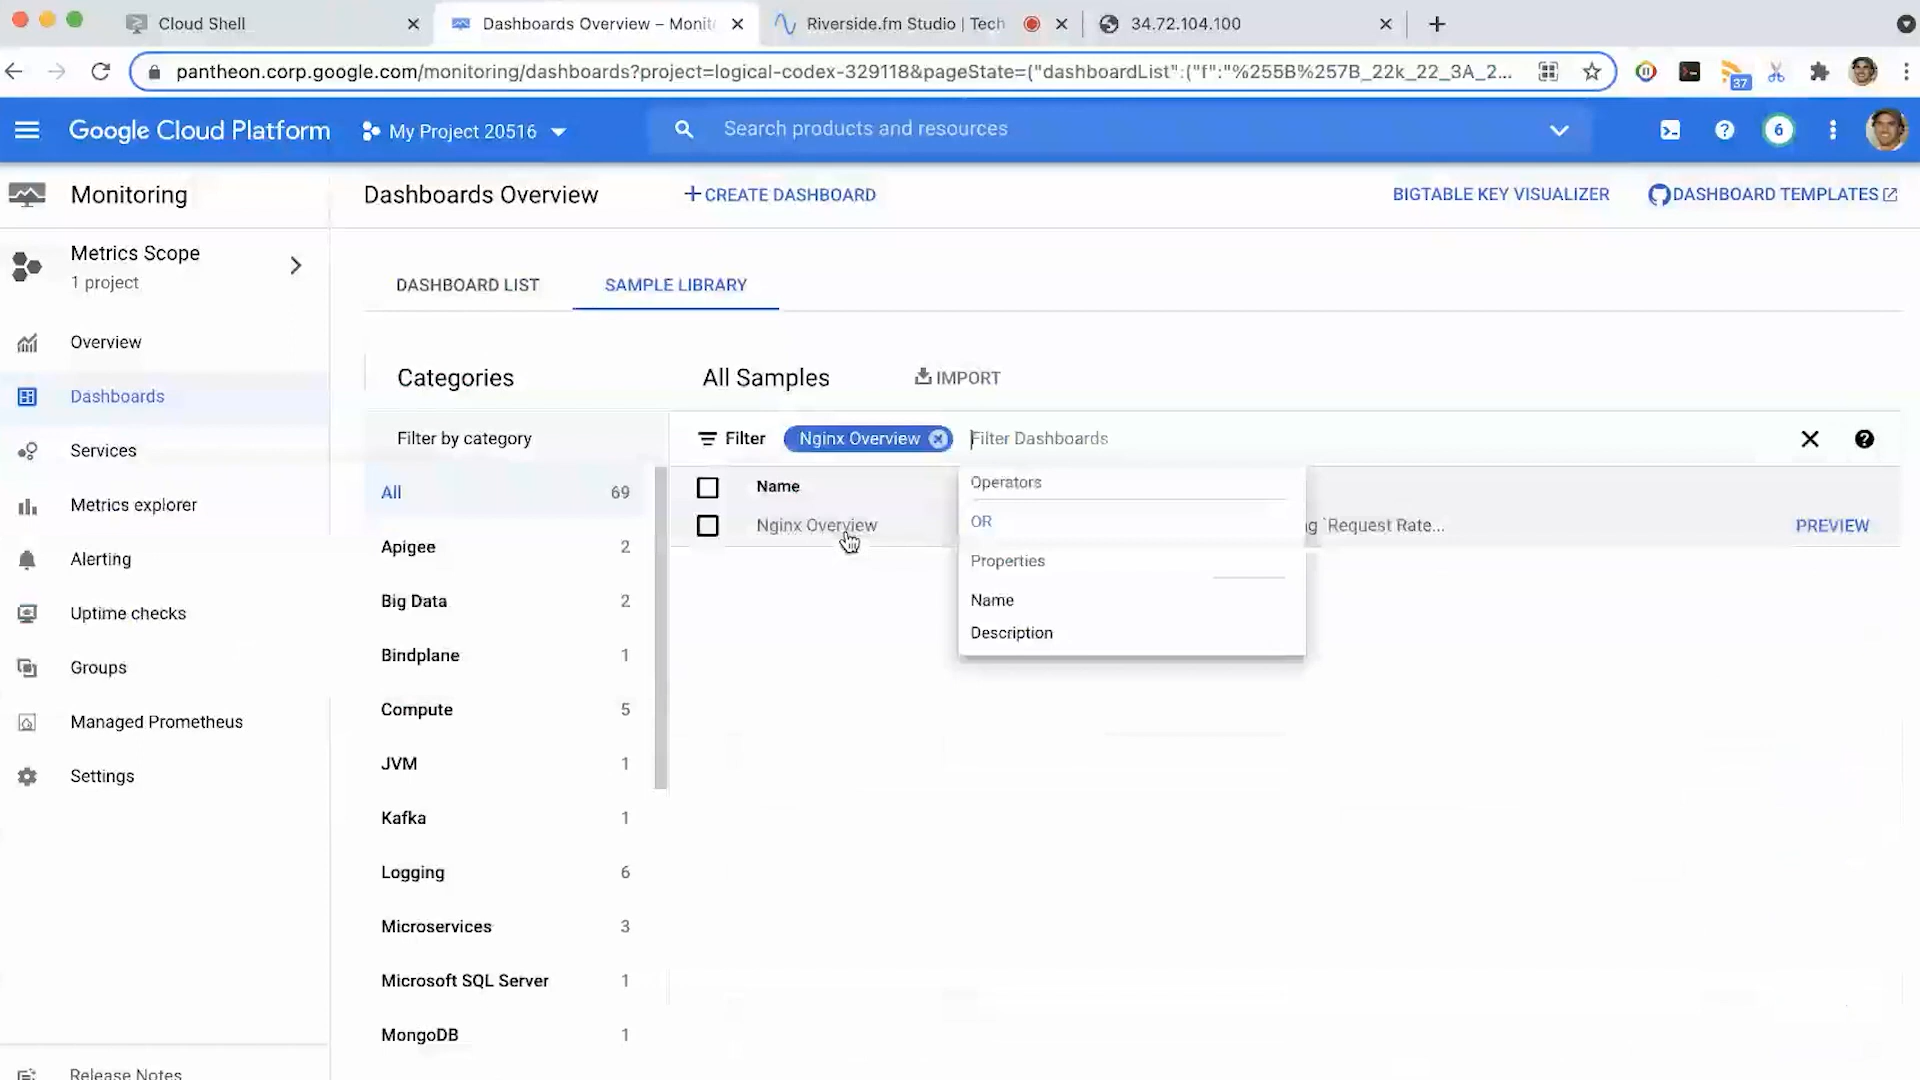 Cloud Shell
Dashboards Overview – Monit
Riverside.fm Studio | Tech
34.72.104.100
pantheon.corp.google.com/monitoring/dashboards?project=logical-codex-329118&pageState={"dashboardList":{"f":"%255B%257B_22k_22_3A_2...
37
Google Cloud Platform
My Project 20516
Search products and resources
6
Monitoring
Dashboards Overview
CREATE DASHBOARD
BIGTABLE KEY VISUALIZER
DASHBOARD TEMPLATES
Metrics Scope
1 project
DASHBOARD LIST
SAMPLE LIBRARY
Overview
Dashboards
Services
Metrics explorer
Alerting
Uptime checks
Groups
Managed Prometheus
Settings
Release Notes
Categories
Filter by category
All 69
Apigee 2
Big Data 2
Bindplane 1
Compute 5
JVM 1
Kafka 1
Logging 6
Microservices 3
Microsoft SQL Server 1
MongoDB 1
All Samples
IMPORT
Filter
Nginx Overview
Filter Dashboards
Name
Nginx Overview
`Request Rate...
PREVIEW
Operators
OR
Properties
Name
Description